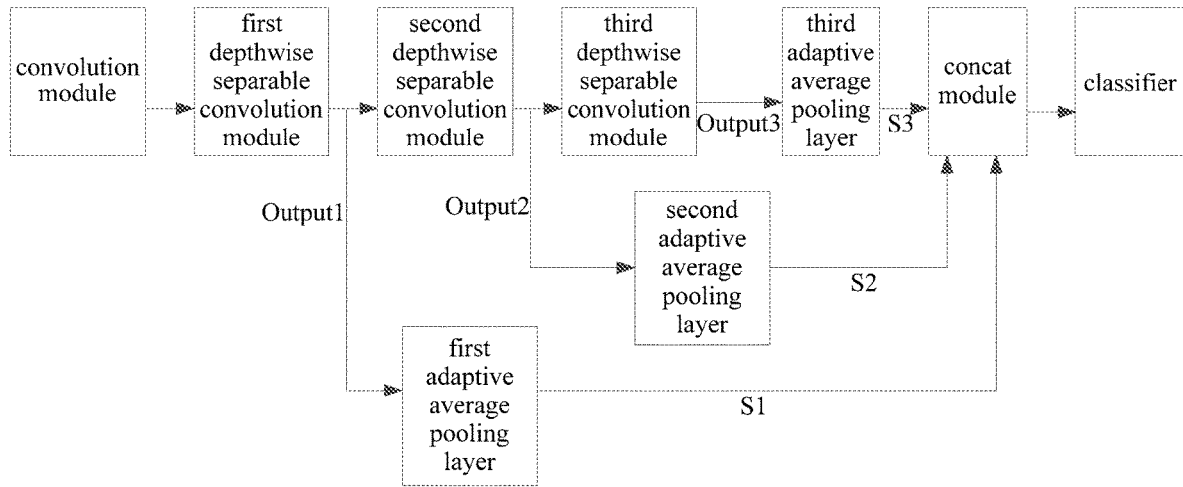 convolution
module
first
depthwise
separable
convolution
module
second
depthwise
separable
convolution
module
third
depthwise
separable
convolution
module
Output3
third
adaptive
average
pooling
layer
S3
concat
module
classifier
Output1
Output2
second
adaptive
average
pooling
layer
S2
first
adaptive
average
pooling
layer
S1